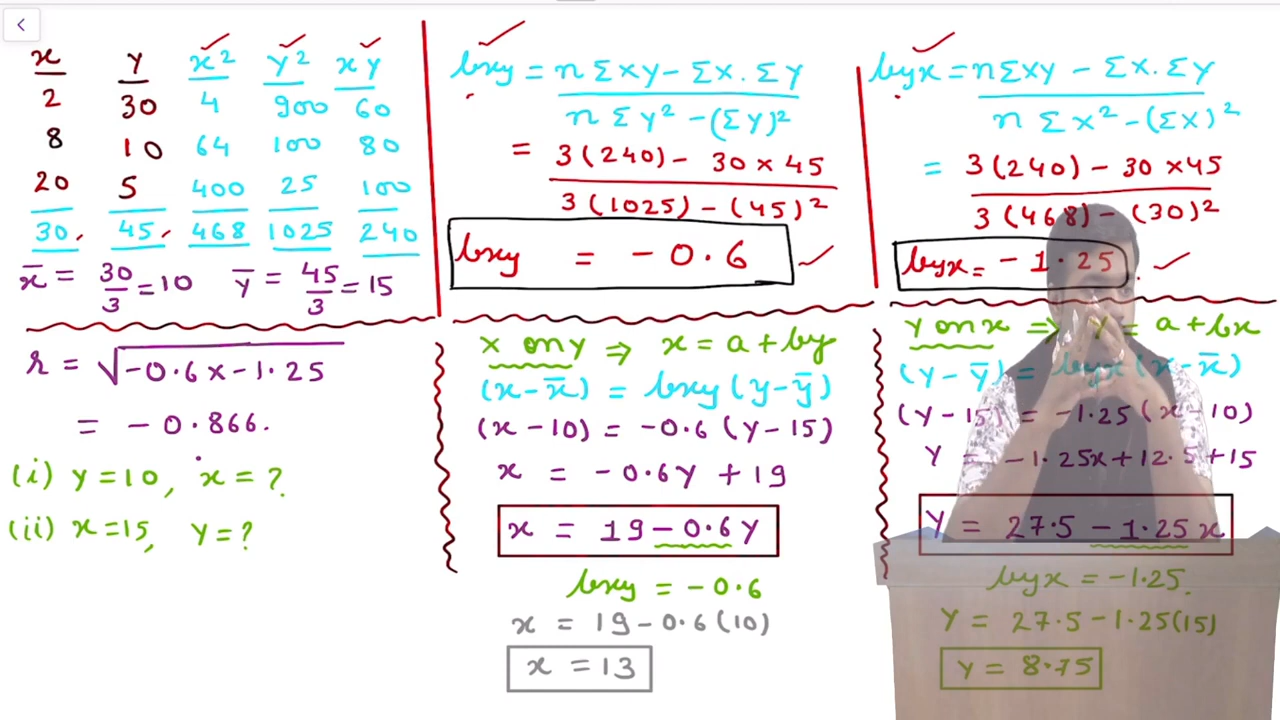 x y x² y² xy
2 30 4 900 60
8 10 64 100 80
20 5 400 25 100
30 45 468 1025 240
x̄ = 30/3 = 10 ȳ = 45/3 = 15
bxy = nΣXY - ΣX.ΣY / nΣY² - (ΣY)²
= 3(240) - 30×45 / 3(1025) - (45)²
bxy = -0.6
byx = nΣXY - ΣX.ΣY / nΣX² - (ΣX)²
= 3(240) - 30×45 / 3(468) - (30)²
byx = -1.25
r = √-0.6x-1.25
= -0.866.
(i) y=10, x=?
(ii) x=15, y=?
x on y ⇒ x = a+by
(x-x̄) = bxy (y-ȳ)
(x-10) = -0.6 (y-15)
x = -0.6y + 19
x = 19-0.6y
bxy = -0.6
x = 19-0.6(10)
x = 13
y on x ⇒ y = a+bx
(y-ȳ) = byx (x-x̄)
(y-15) = -1.25 (x-10)
y = -1.25x+12.5+15
y = 27.5 -1.25x
byx = -1.25.
y = 27.5-1.25(15)
y = 8.75